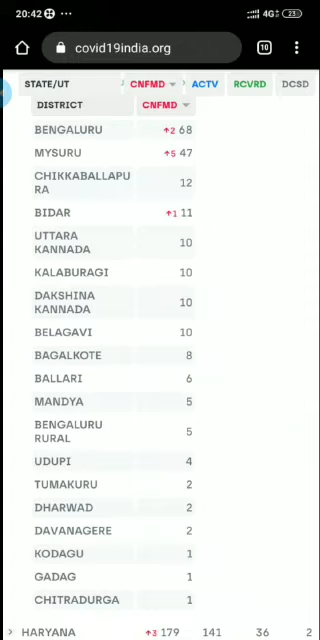 20:42 ... 4G 23
covid19india.org 10
STATE/UT CNFMD ACTV RCVRD DCSD
DISTRICT CNFMD
BENGALURU ↑2 68
MYSURU ↑5 47
CHIKKABALLAPU
RA 12
BIDAR ↑1 11
UTTARA
KANNADA 10
KALABURAGI 10
DAKSHINA
KANNADA 10
BELAGAVI 10
BAGALKOTE 8
BALLARI 6
MANDYA 5
BENGALURU
RURAL 5
UDUPI 4
TUMAKURU 2
DHARWAD 2
DAVANAGERE 2
KODAGU 1
GADAG 1
CHITRADURGA 1
HARYANA ↑3 179 141 36 2